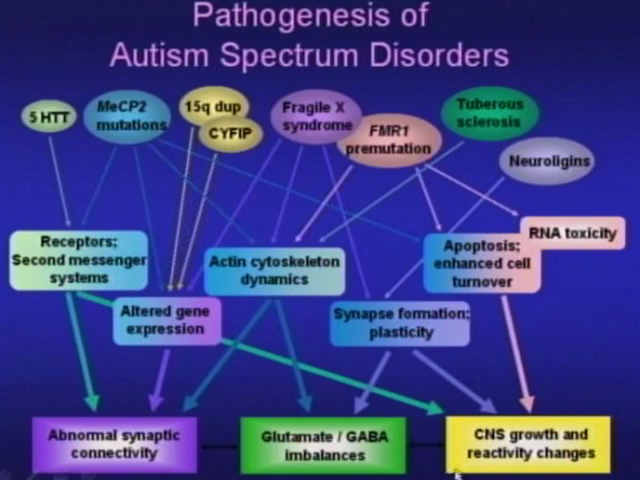 Pathogenesis of
Autism Spectrum Disorders
5 HTT
MeCP2
mutations
15q dup
CYFIP
Fragile X
syndrome
FMR1
premutation
Tuberous
sclerosis
Neuroligins
Receptors;
Second messenger
systems
Actin cytoskeleton
dynamics
Apoptosis;
enhanced cell
turnover
RNA toxicity
Altered gene
expression
Synapse formation;
plasticity
Abnormal synaptic
connectivity
Glutamate / GABA
imbalances
CNS growth and
reactivity changes